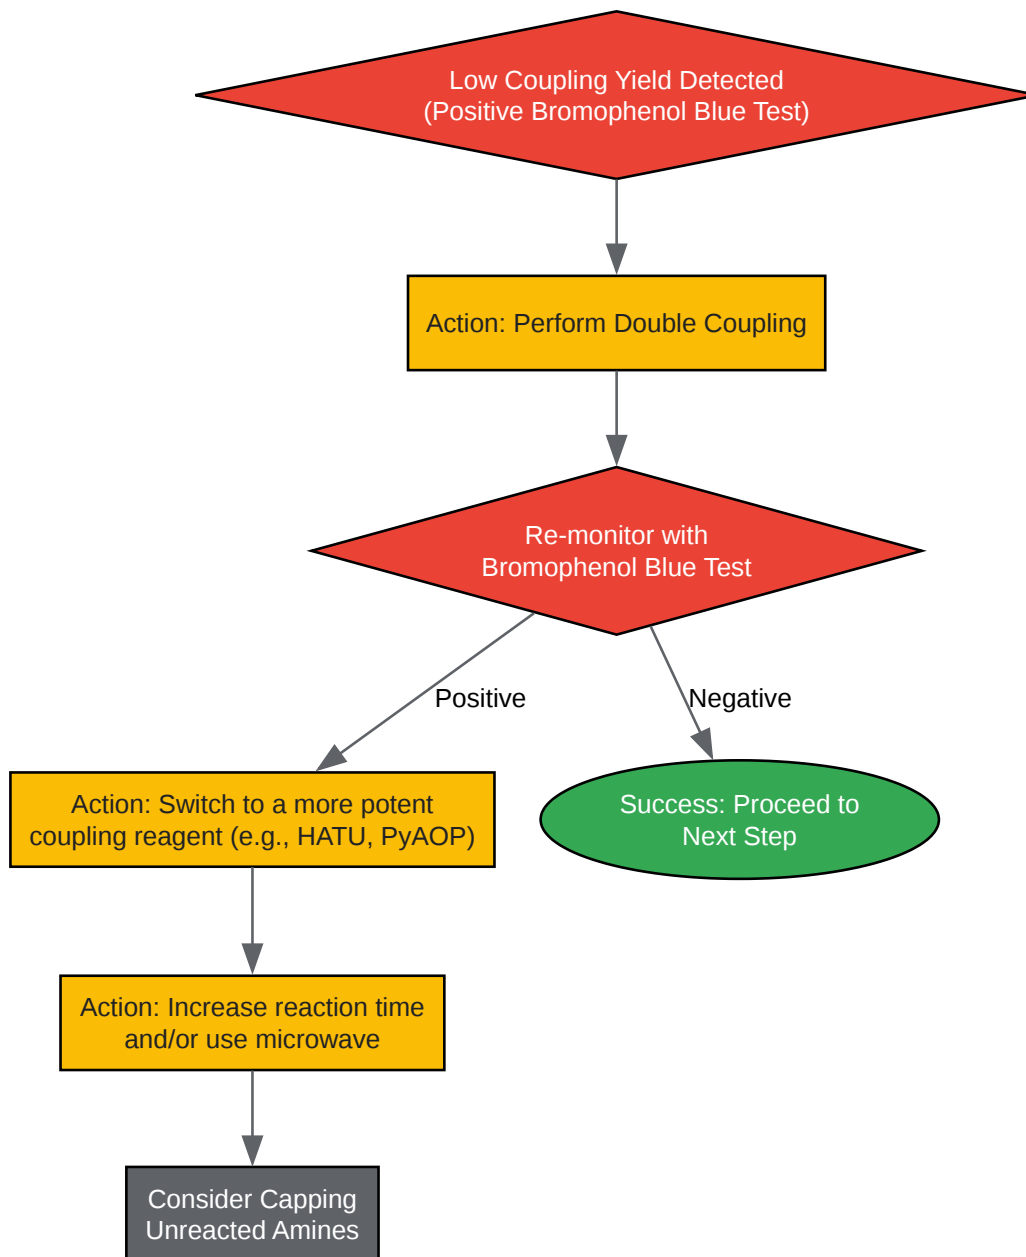 Low Coupling Yield Detected
(Positive Bromophenol Blue Test)
Action: Perform Double Coupling
Re-monitor with
Bromophenol Blue Test
Positive
Negative
Action: Switch to a more potent
coupling reagent (e.g., HATU, PyAOP)
Success: Proceed to
Next Step
Action: Increase reaction time
and/or use microwave
Consider Capping
Unreacted Amines